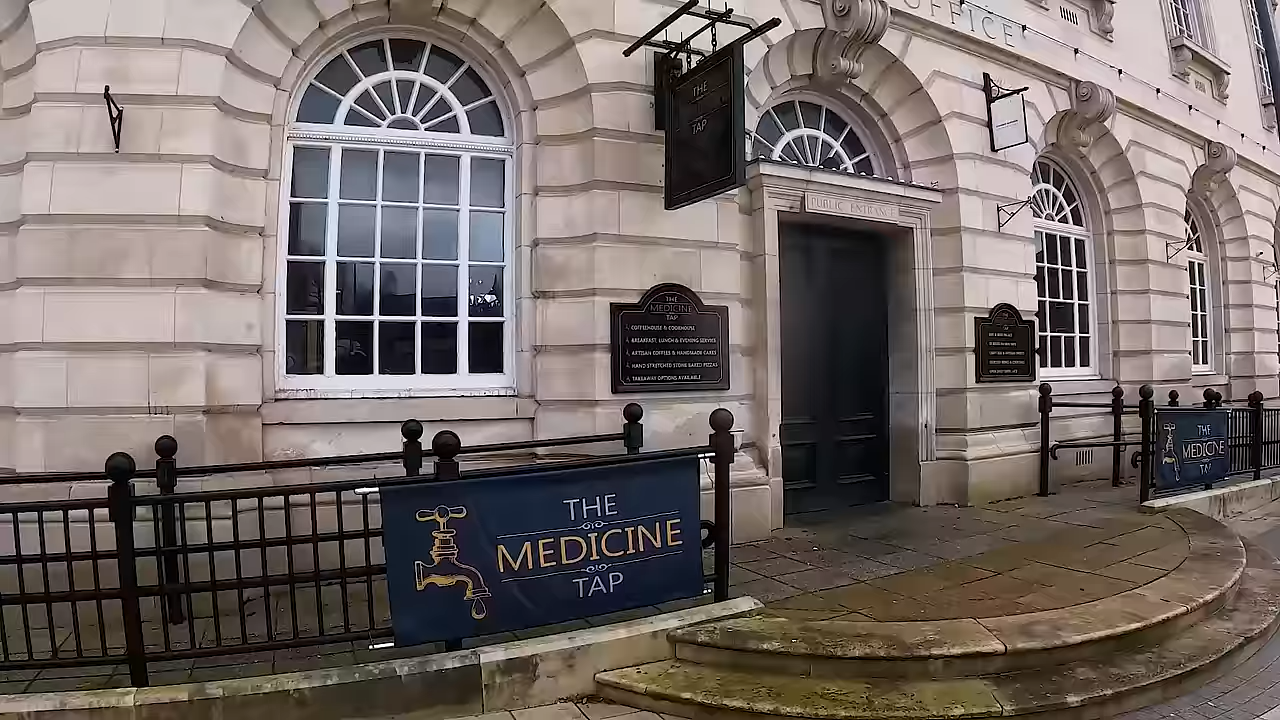 OFFICE
THE
TAP
PUBLIC ENTRANCE
THE
MEDICINE
TAP
COFFEEHOUSE & COOKHOUSE
BREAKFAST, LUNCH & EVENING SERVICE
ARTISAN COFFEES & HANDMADE CAKES
HAND STRETCHED STONE BAKED PIZZAS
TAKEAWAY OPTIONS AVAILABLE
THE
MEDICINE
TAP
THE
MEDICINE
TAP